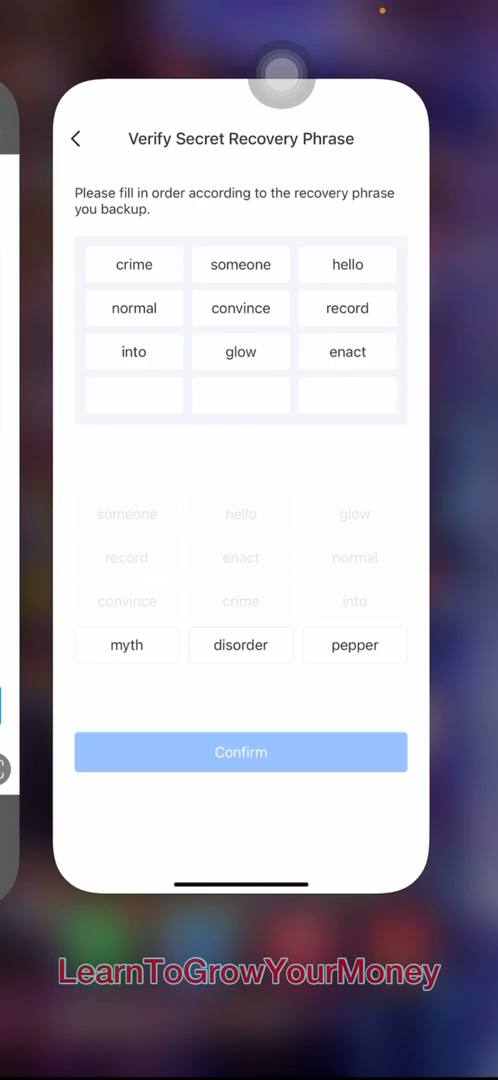 Verify Secret Recovery Phrase
Please fill in order according to the recovery phrase
you backup.
crime someone hello
normal convince record
into glow enact
someone hello glow
record enact normal
convince crime into
myth disorder pepper
Confirm
LearnToGrowYourMoney